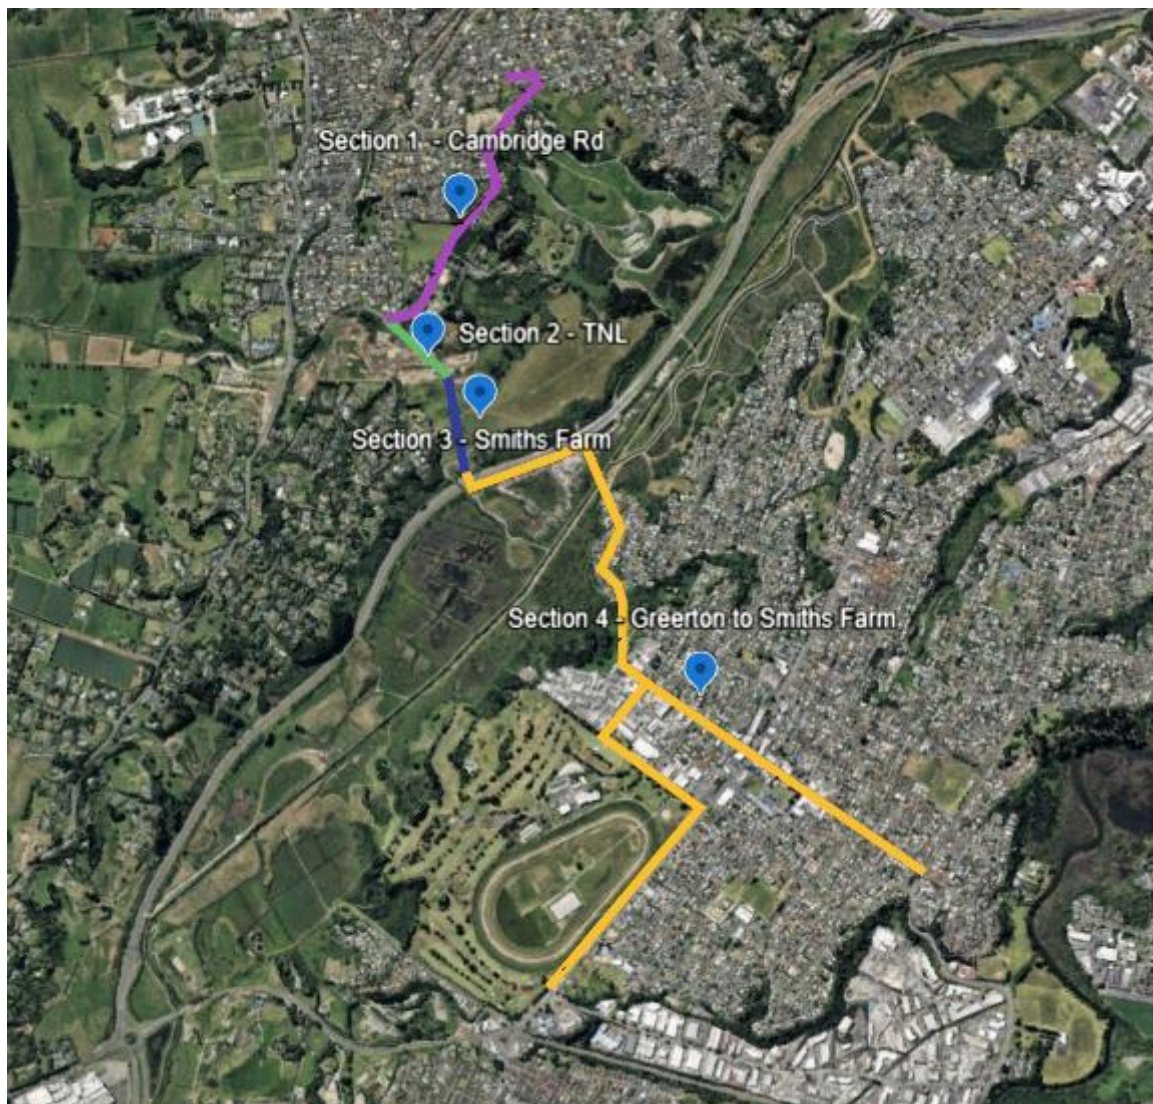 Section 1 - Cambridge Rd
Section 2 - TNL
Section 3 - Smiths Farm
Section 4 - Greerton to Smiths Farm.